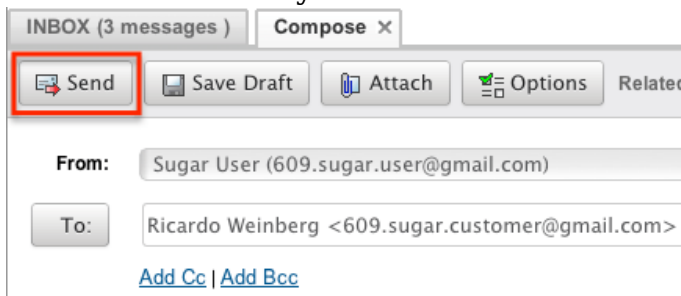 INBOX (3 messages ) Compose ×
Send Save Draft Attach Options Related
From: Sugar User (609.sugar.user@gmail.com)
To: Ricardo Weinberg <609.sugar.customer@gmail.com>
Add Cc | Add Bcc